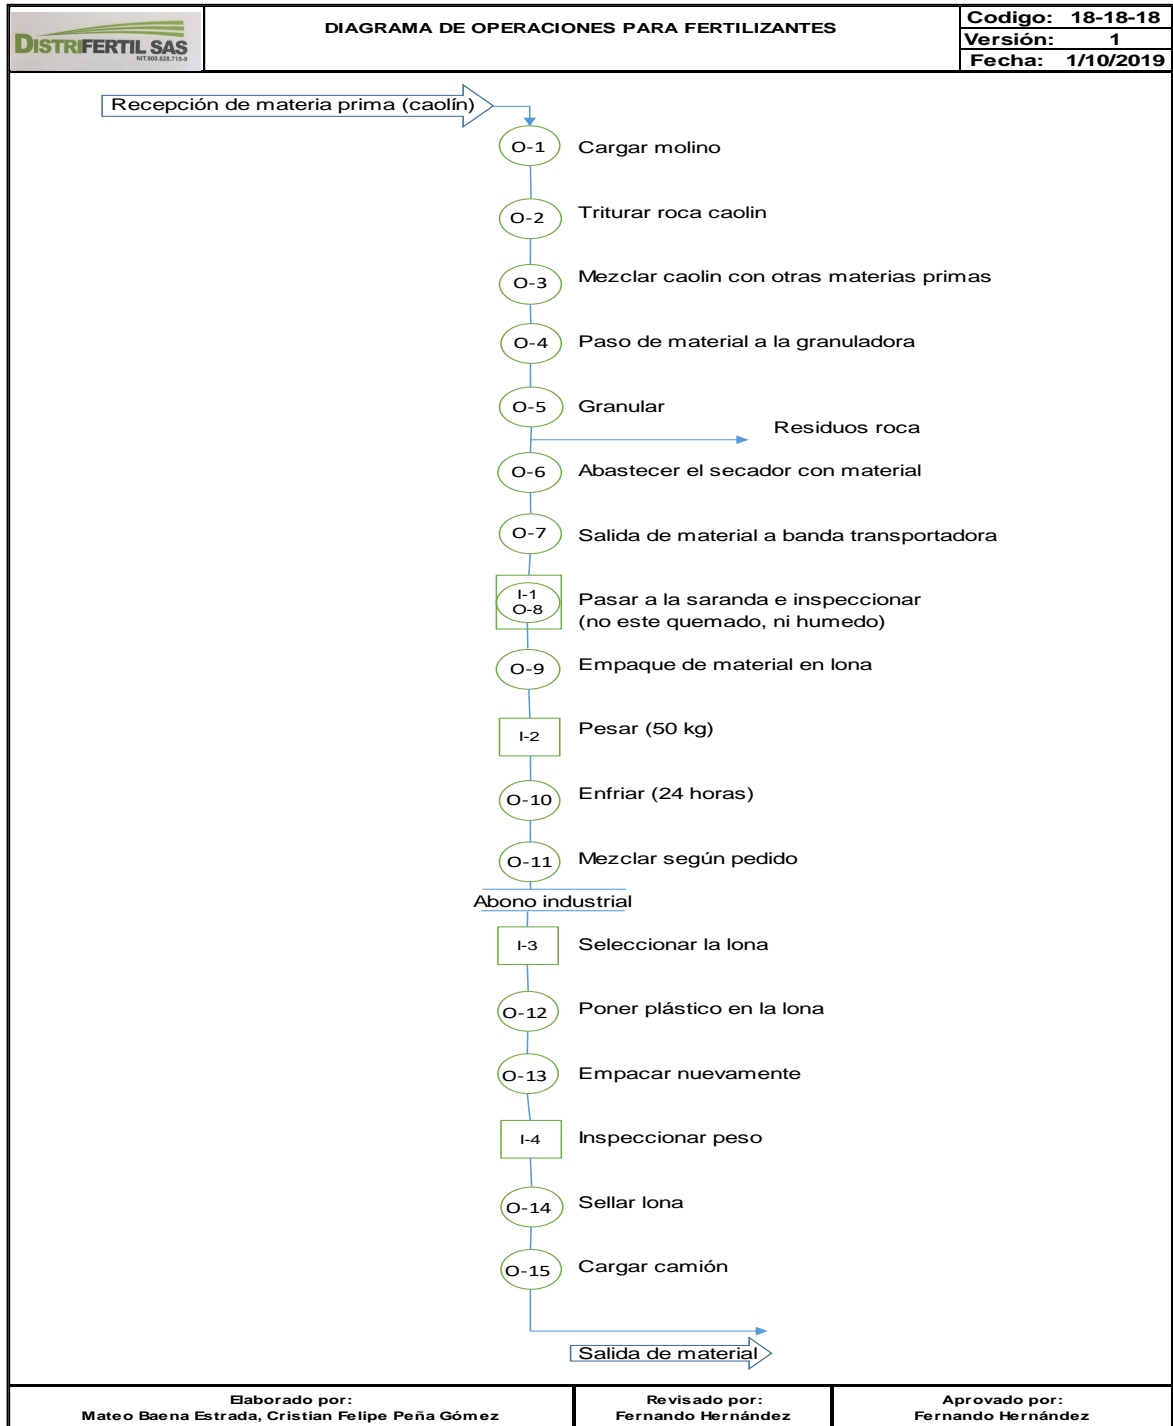 DISTRIFERTIL SAS
NIT.900.628.715-9
DIAGRAMA DE OPERACIONES PARA FERTILIZANTES
Codigo: 18-18-18
Versión: 1
Fecha: 1/10/2019
Recepción de materia prima (caolín)
O-1 Cargar molino
O-2 Triturar roca caolin
O-3 Mezclar caolin con otras materias primas
O-4 Paso de material a la granuladora
O-5 Granular
Residuos roca
O-6 Abastecer el secador con material
O-7 Salida de material a banda transportadora
I-1
O-8
Pasar a la saranda e inspeccionar
(no este quemado, ni humedo)
O-9 Empaque de material en lona
I-2 Pesar (50 kg)
O-10 Enfriar (24 horas)
O-11 Mezclar según pedido
Abono industrial
I-3 Seleccionar la lona
O-12 Poner plástico en la lona
O-13 Empacar nuevamente
I-4 Inspeccionar peso
O-14 Sellar lona
O-15 Cargar camión
Salida de material
Elaborado por:
Mateo Baena Estrada, Cristian Felipe Peña Gómez
Revisado por:
Fernando Hernández
Aprovado por:
Fernando Hernández